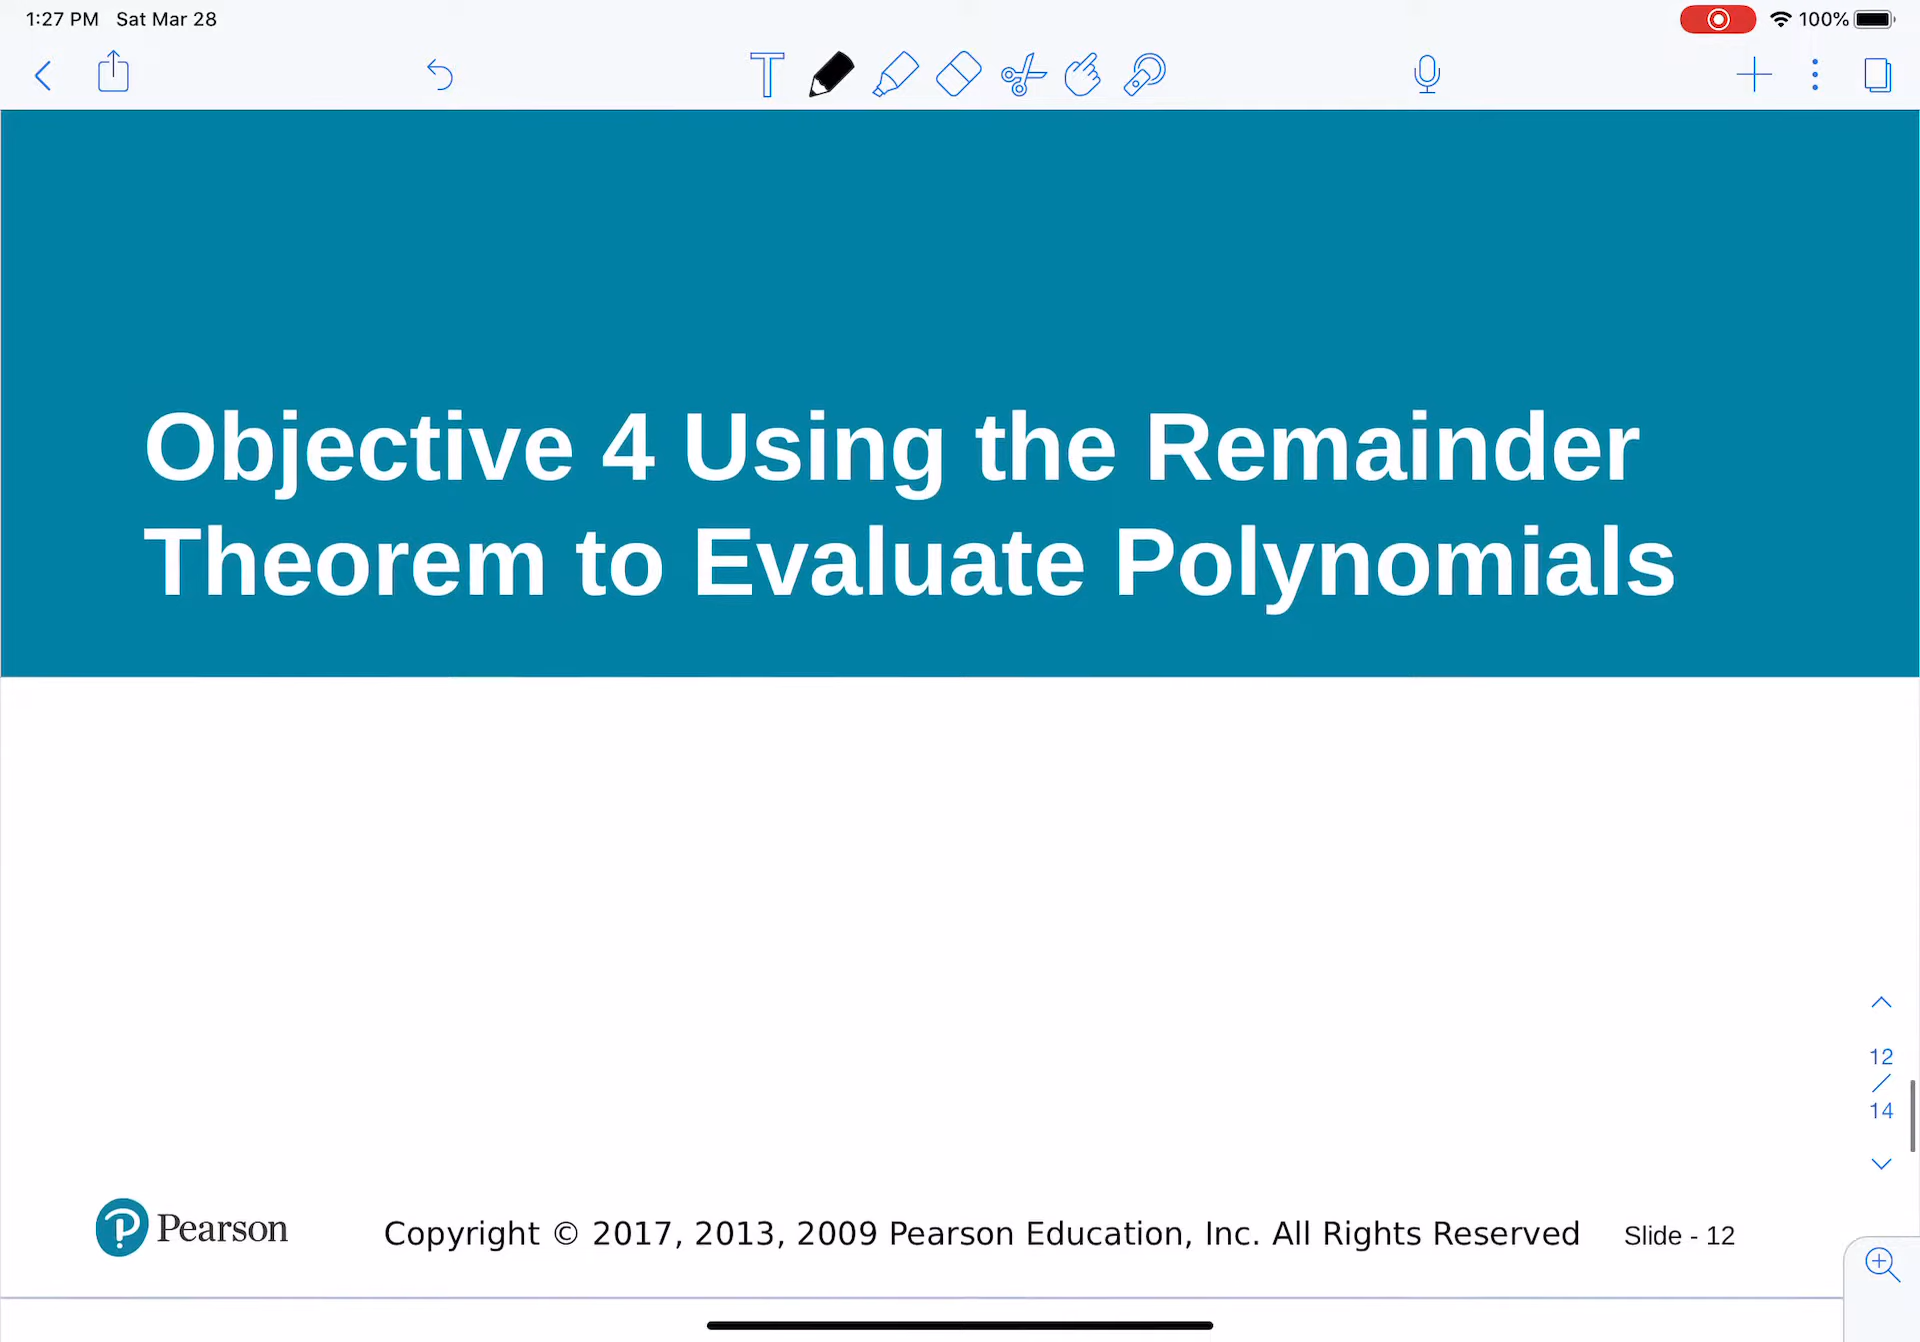 1:27 PM Sat Mar 28
100%
Objective 4 Using the Remainder
Theorem to Evaluate Polynomials
12
/
14
Pearson
Copyright © 2017, 2013, 2009 Pearson Education, Inc. All Rights Reserved
Slide - 12